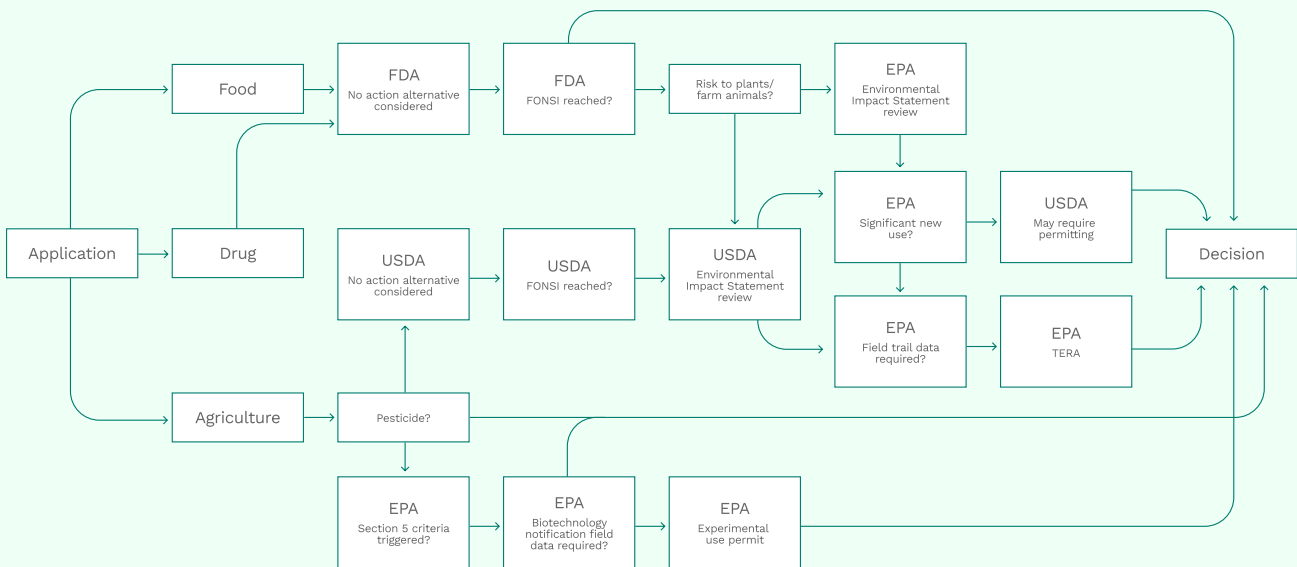 Food
FDA
No action alternative
considered
FDA
FONSI reached?
Risk to plants/
farm animals?
EPA
Environmental
Impact Statement
review
Application
Drug
USDA
No action alternative
considered
USDA
FONSI reached?
USDA
Environmental
Impact Statement
review
EPA
Significant new
use?
USDA
May require
permitting
Decision
EPA
Field trail data
required?
EPA
TERA
Agriculture
Pesticide?
EPA
Section 5 criteria
triggered?
EPA
Biotechnology
notification field
data required?
EPA
Experimental
use permit